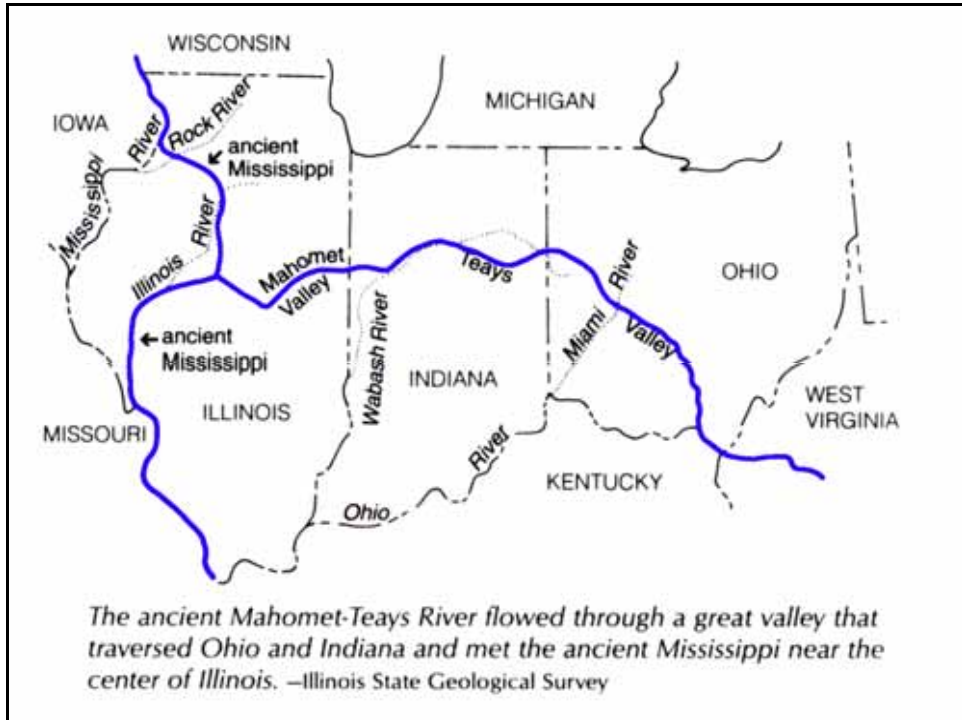 WISCONSIN
MICHIGAN
IOWA
River
Rock River
ancient
Mississippi
Mississippi
River
Illinois
Mahomet
Valley
Teays
River
OHIO
Miami
Valley
ancient
Mississippi
Wabash River
INDIANA
ILLINOIS
WEST
VIRGINIA
MISSOURI
River
KENTUCKY
Ohio
The ancient Mahomet-Teays River flowed through a great valley that
traversed Ohio and Indiana and met the ancient Mississippi near the
center of Illinois. —Illinois State Geological Survey